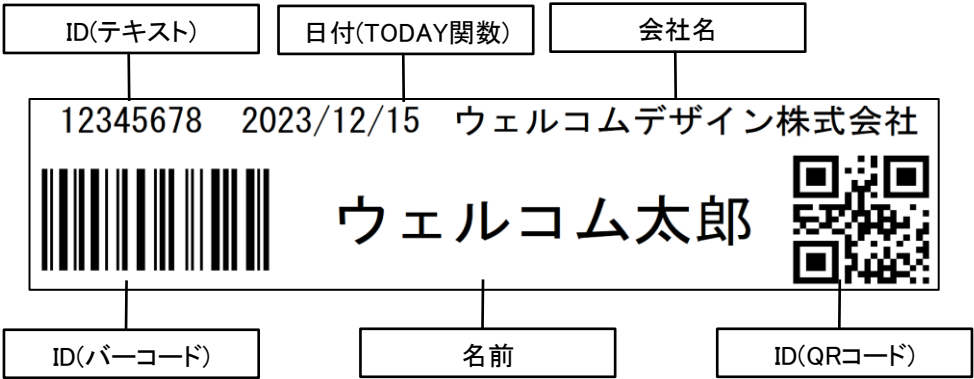 ID(テキスト)
日付(TODAY関数)
会社名
12345678 2023/12/15 ウェルコムデザイン株式会社
ウェルコム太郎
ID(バーコード)
名前
ID(QRコード)